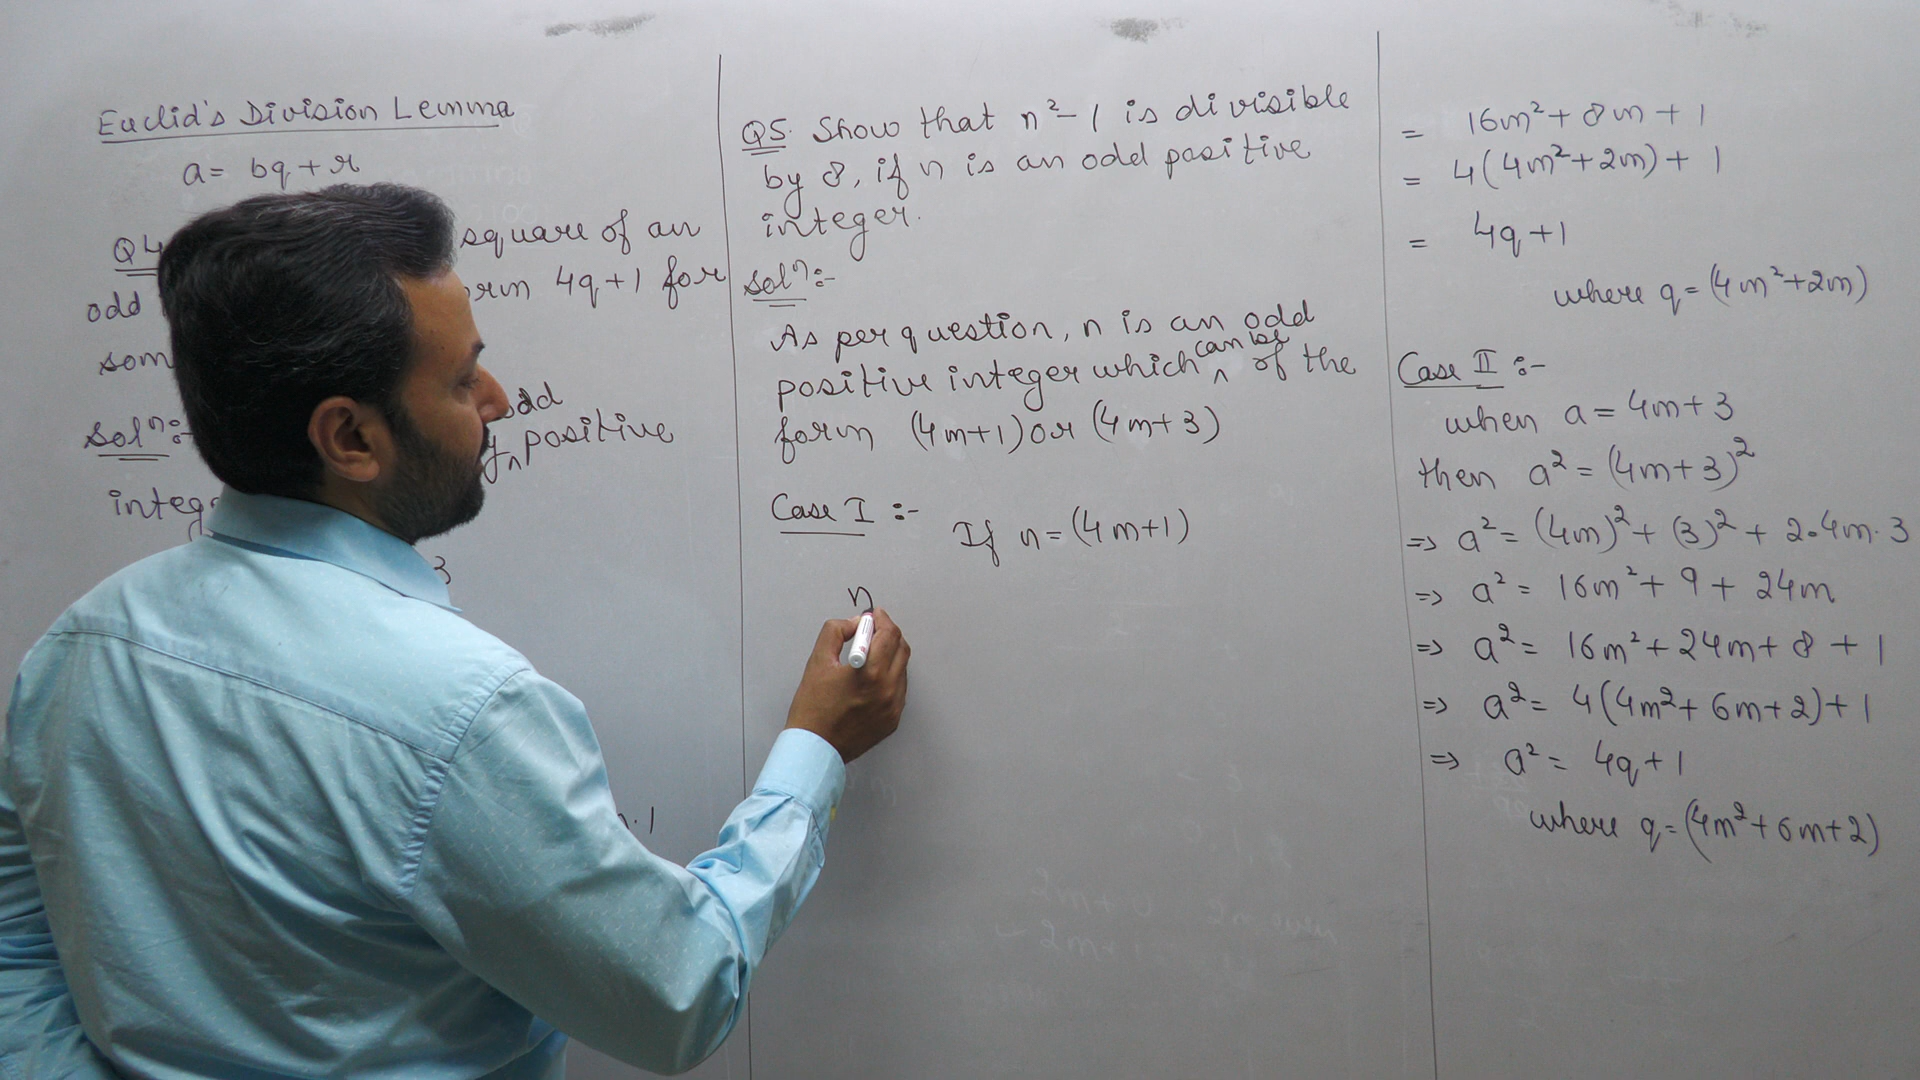 Euclid's Division Lemma
a = bq + r
Q4 square of an
odd form 4q+1 for
som
Solⁿ:- odd
positive
integ
3
.1
Q5. Show that n²-1 is divisible
by 8, if n is an odd positive
integer.
Solⁿ:-
As per question, n is an odd
positive integer which can be of the
form (4m+1) or (4m+3)
Case I :- If n = (4m+1)
n
= 16m² + 8m + 1
= 4(4m² + 2m) + 1
= 4q + 1
where q = (4m²+2m)
Case II :-
when a = 4m + 3
then a² = (4m+3)²
=> a² = (4m)² + (3)² + 2.4m.3
=> a² = 16m² + 9 + 24m
=> a² = 16m² + 24m + 8 + 1
=> a² = 4(4m² + 6m + 2) + 1
=> a² = 4q + 1
where q = (4m² + 6m + 2)